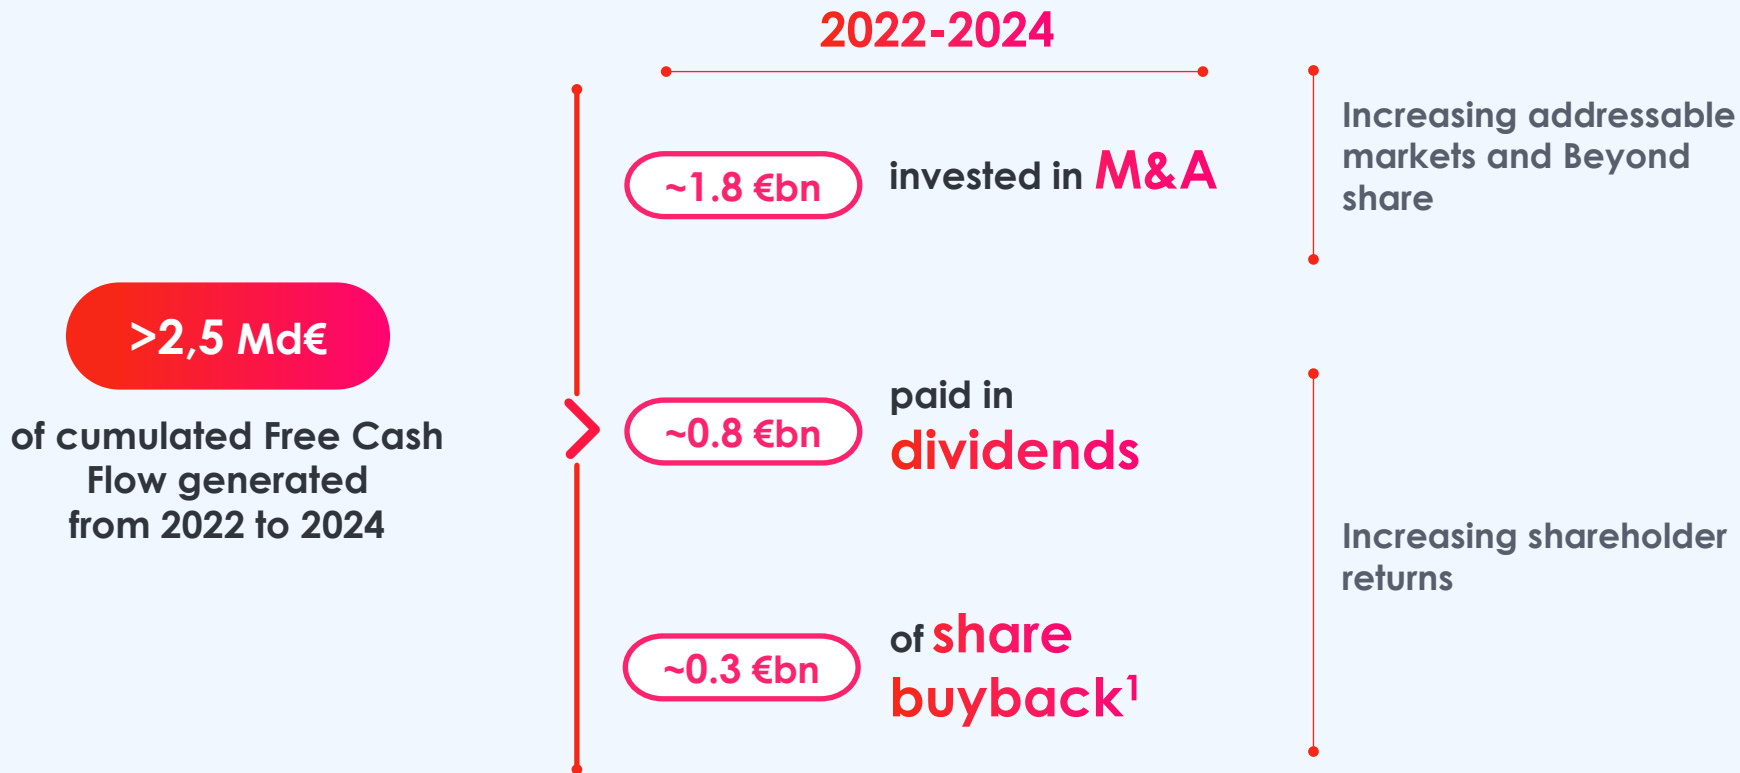 2022-2024
>2,5 Md€
of cumulated Free Cash
Flow generated
from 2022 to 2024
~1.8 €bn
invested in M&A
Increasing addressable
markets and Beyond
share
~0.8 €bn
paid in
dividends
~0.3 €bn
of share
buyback¹
Increasing shareholder
returns